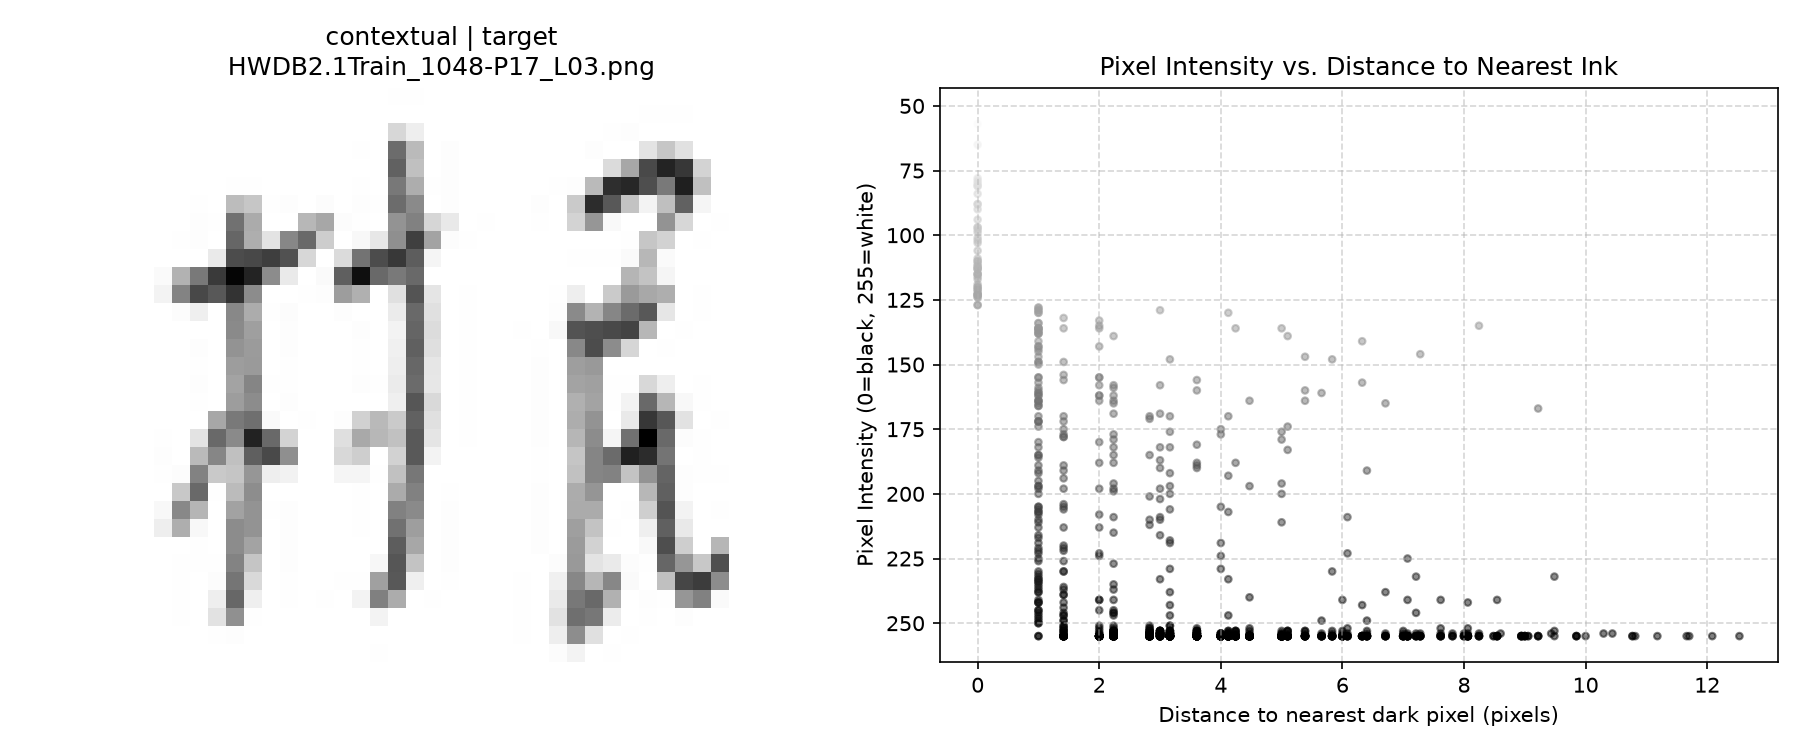 contextual | target
HWDB2.1Train_1048-P17_L03.png
村民
Pixel Intensity vs. Distance to Nearest Ink
Pixel Intensity (0=black, 255=white)
50
75
100
125
150
175
200
225
250
0 2 4 6 8 10 12
Distance to nearest dark pixel (pixels)